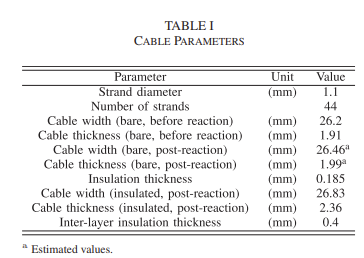 TABLE I
CABLE PARAMETERS
Parameter Unit Value
Strand diameter (mm) 1.1
Number of strands 44
Cable width (bare, before reaction) (mm) 26.2
Cable thickness (bare, before reaction) (mm) 1.91
Cable width (bare, post-reaction) (mm) 26.46ᵃ
Cable thickness (bare, post-reaction) (mm) 1.99ᵃ
Insulation thickness (mm) 0.185
Cable width (insulated, post-reaction) (mm) 26.83
Cable thickness (insulated, post-reaction) (mm) 2.36
Inter-layer insulation thickness (mm) 0.4
ᵃ Estimated values.